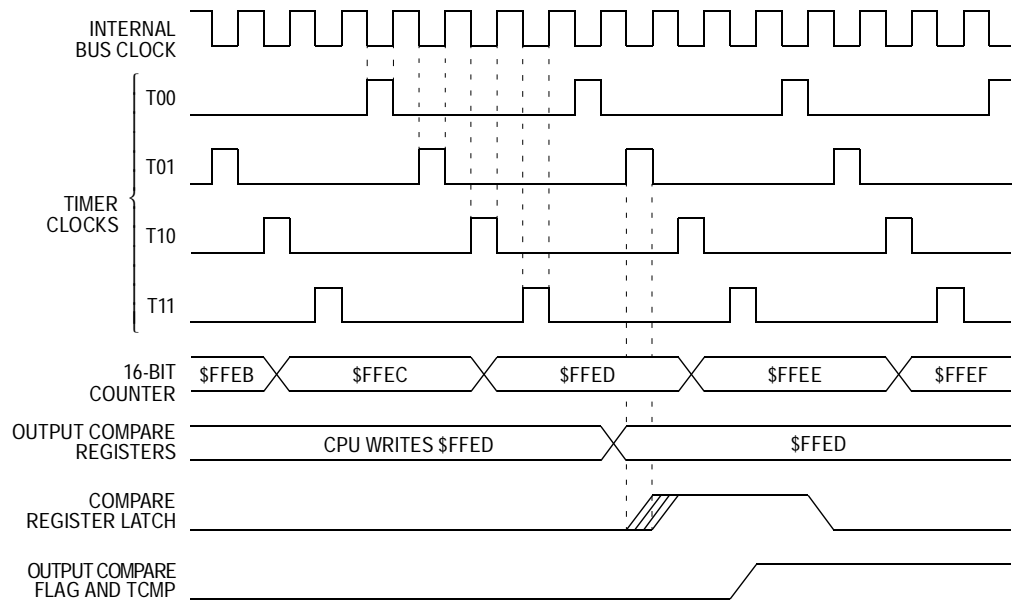 INTERNAL
BUS CLOCK
T00
T01
TIMER
CLOCKS
T10
T11
16-BIT
COUNTER
$FFEB
$FFEC
$FFED
$FFEE
$FFEF
OUTPUT COMPARE
REGISTERS
CPU WRITES $FFED
$FFED
COMPARE
REGISTER LATCH
OUTPUT COMPARE
FLAG AND TCMP